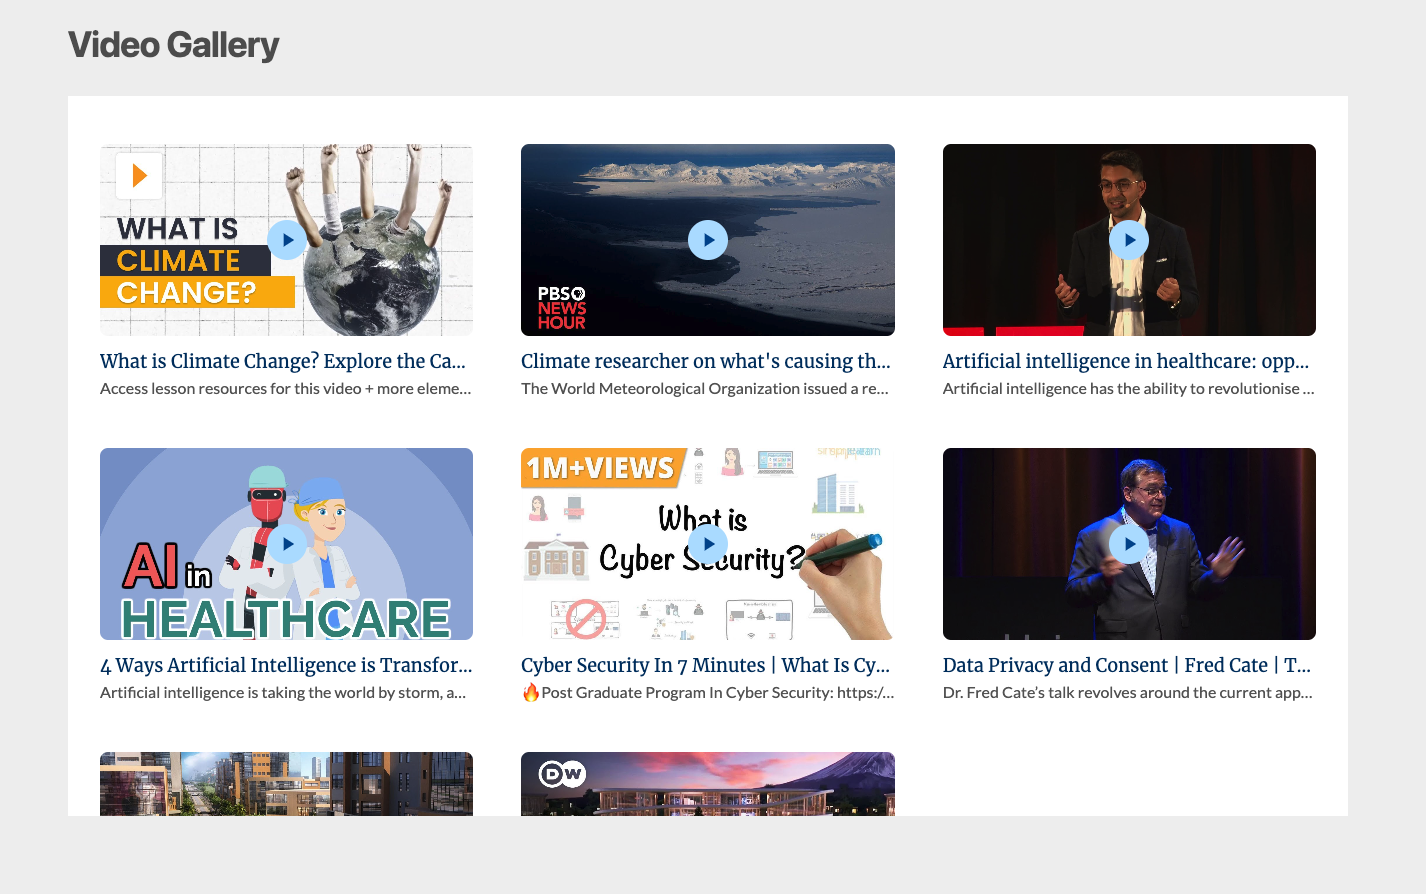 Video Gallery
WHAT IS
CLIMATE
CHANGE?
PBS
NEWS
HOUR
What is Climate Change? Explore the Ca...
Climate researcher on what's causing th...
Artificial intelligence in healthcare: opp...
Access lesson resources for this video + more eleme...
The World Meteorological Organization issued a re...
Artificial intelligence has the ability to revolutionise ...
AI in
HEALTHCARE
1M+VIEWS
simplilearn
What is
Cyber Security?
4 Ways Artificial Intelligence is Transfor...
Cyber Security In 7 Minutes | What Is Cy...
Data Privacy and Consent | Fred Cate | T...
Artificial intelligence is taking the world by storm, a...
🔥Post Graduate Program In Cyber Security: https:/...
Dr. Fred Cate's talk revolves around the current app...
DW